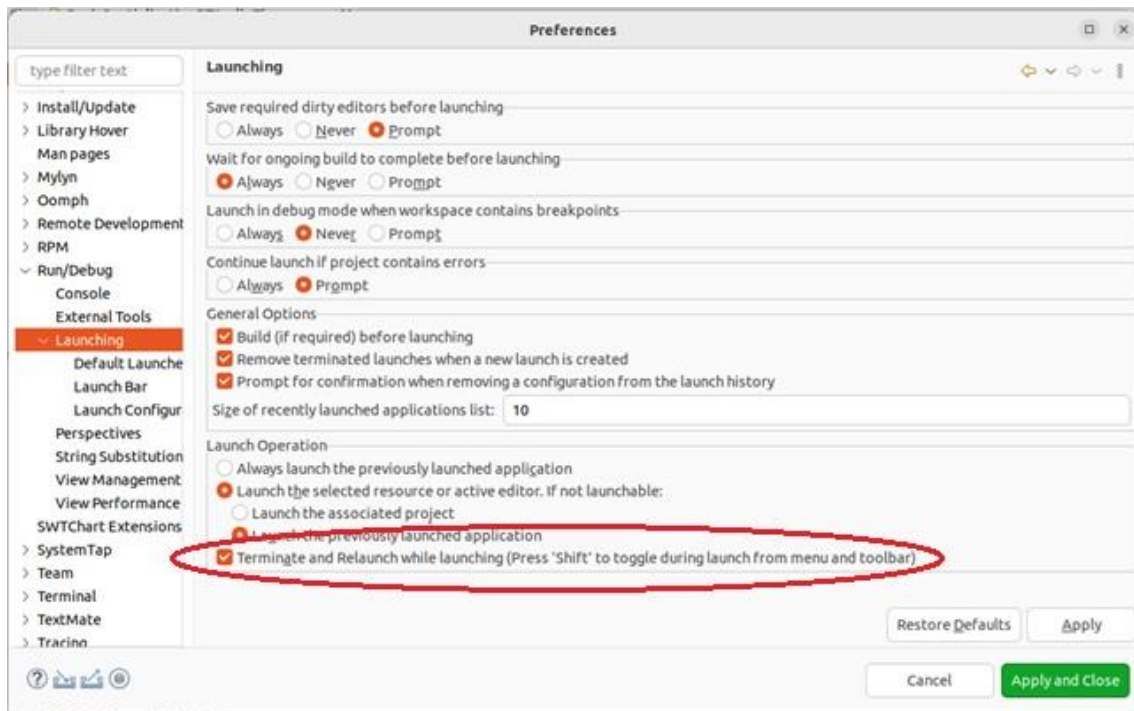 Preferences
type filter text
Install/Update
Library Hover
Man pages
Mylyn
Oomph
Remote Development
RPM
Run/Debug
Console
External Tools
Launching
Default Launche
Launch Bar
Launch Configur
Perspectives
String Substitution
View Management
View Performance
SWTChart Extensions
SystemTap
Team
Terminal
TextMate
Tracing
Launching
Save required dirty editors before launching
Always Never Prompt
Wait for ongoing build to complete before launching
Always Never Prompt
Launch in debug mode when workspace contains breakpoints
Always Never Prompt
Continue launch if project contains errors
Always Prompt
General Options
Build (if required) before launching
Remove terminated launches when a new launch is created
Prompt for confirmation when removing a configuration from the launch history
Size of recently launched applications list: 10
Launch Operation
Always launch the previously launched application
Launch the selected resource or active editor. If not launchable:
Launch the associated project
Launch the previously launched application
Terminate and Relaunch while launching (Press 'Shift' to toggle during launch from menu and toolbar)
Restore Defaults Apply
Cancel Apply and Close